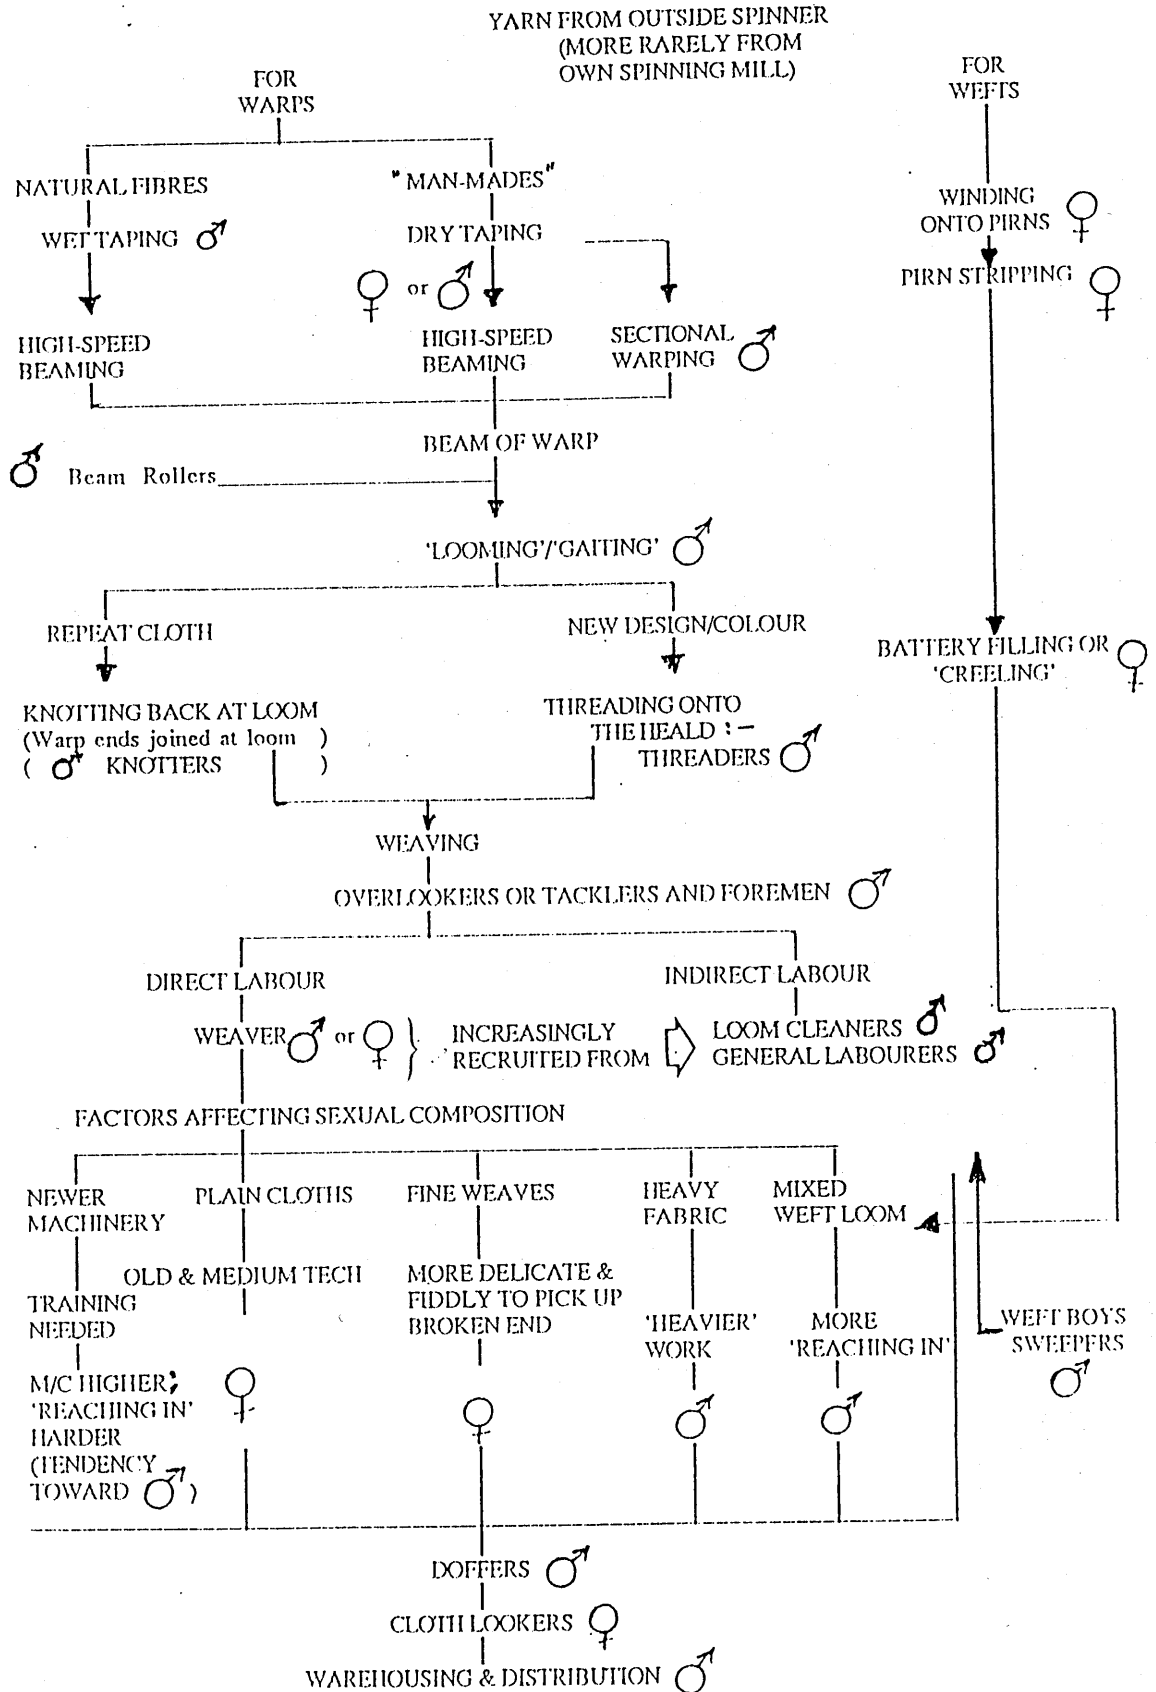 YARN FROM OUTSIDE SPINNER
(MORE RARELY FROM
OWN SPINNING MILL)
FOR
WARPS
FOR
WEFTS
NATURAL FIBRES
"MAN-MADES"
WET TAPING ♂
DRY TAPING
♀ or ♂
WINDING
ONTO PIRNS ♀
PIRN STRIPPING ♀
HIGH-SPEED
BEAMING
HIGH-SPEED
BEAMING
SECTIONAL
WARPING ♂
BEAM OF WARP
♂ Beam Rollers
'LOOMING'/'GAITING' ♂
REPEAT CLOTH
NEW DESIGN/COLOUR
BATTERY FILLING OR
'CREELING' ♀
KNOTTING BACK AT LOOM
(Warp ends joined at loom )
( ♂ KNOTTERS )
THREADING ONTO
THE HEALD :-
THREADERS ♂
WEAVING
OVERLOOKERS OR TACKLERS AND FOREMEN ♂
DIRECT LABOUR
INDIRECT LABOUR
WEAVER ♂ or ♀ }
INCREASINGLY
RECRUITED FROM
LOOM CLEANERS ♂
GENERAL LABOURERS ♂
FACTORS AFFECTING SEXUAL COMPOSITION
NEWER
MACHINERY
PLAIN CLOTHS
FINE WEAVES
HEAVY
FABRIC
MIXED
WEFT LOOM
OLD & MEDIUM TECH
TRAINING
NEEDED
MORE DELICATE &
FIDDLY TO PICK UP
BROKEN END
'HEAVIER'
WORK
MORE
'REACHING IN'
WEFT BOYS
SWEEPERS
♂
M/C HIGHER;
'REACHING IN'
HARDER
(TENDENCY
TOWARD ♂ )
♀
♀
♂
♂
DOFFERS ♂
CLOTH LOOKERS ♀
WAREHOUSING & DISTRIBUTION ♂